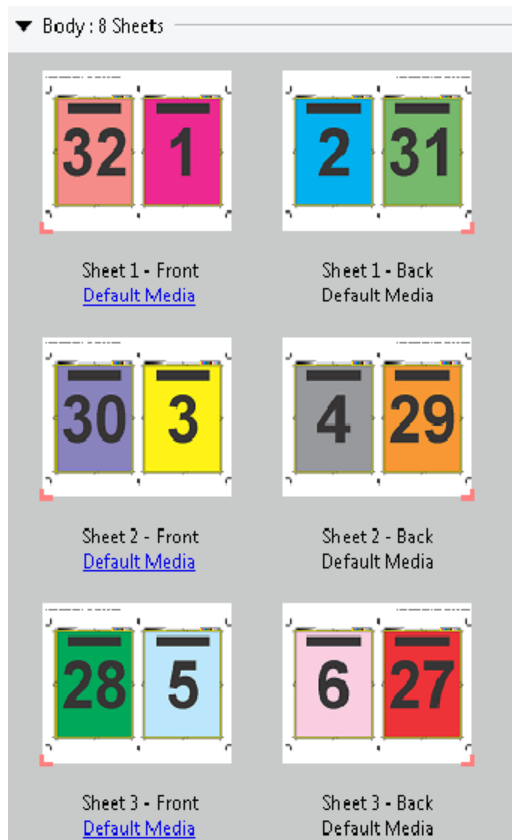 Body : 8 Sheets
32 1
2 31
Sheet 1 - Front
Default Media
Sheet 1 - Back
Default Media
30 3
4 29
Sheet 2 - Front
Default Media
Sheet 2 - Back
Default Media
28 5
6 27
Sheet 3 - Front
Default Media
Sheet 3 - Back
Default Media